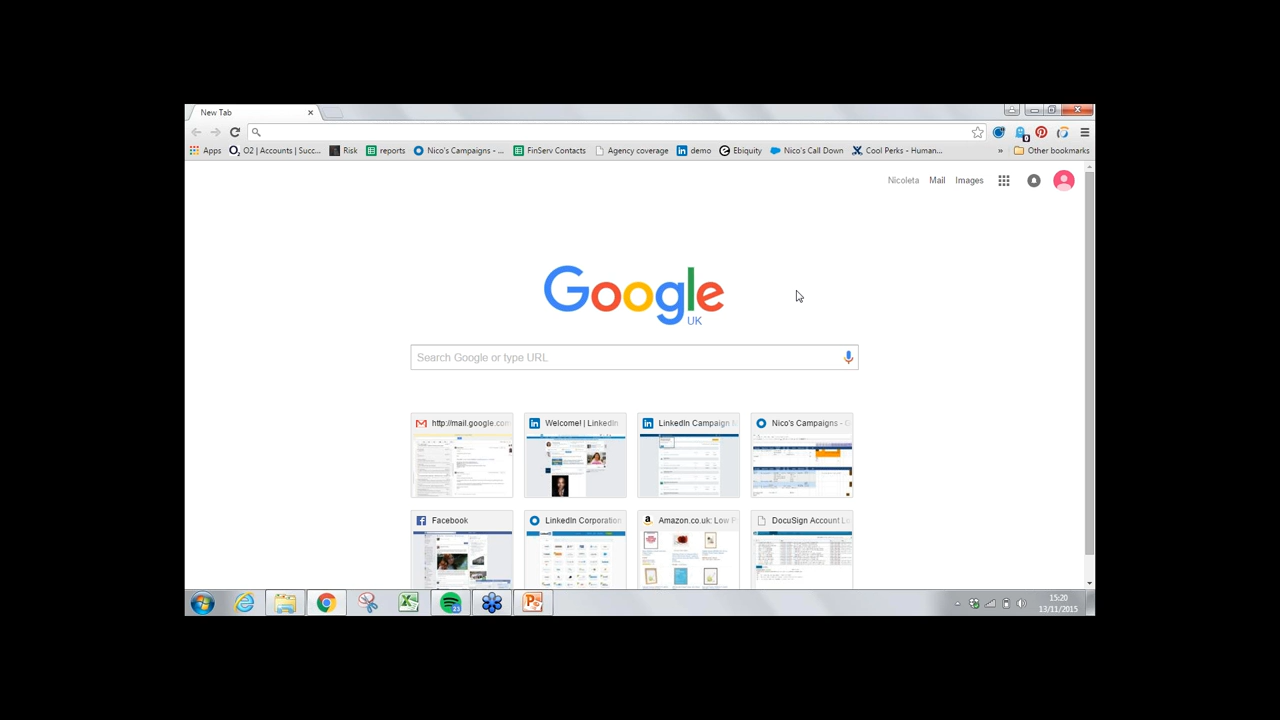 New Tab
Apps O2 | Accounts | Succ... Risk reports Nico's Campaigns - ... FinServ Contacts Agency coverage demo Ebiquity Nico's Call Down Cool Perks - Human... » Other bookmarks
Nicoleta Mail Images
Google
UK
Search Google or type URL
http://mail.google.com Welcome! | LinkedIn LinkedIn Campaign Nico's Campaigns -
Facebook LinkedIn Corporation Amazon.co.uk: Low DocuSign Account
23
15:20
13/11/2015